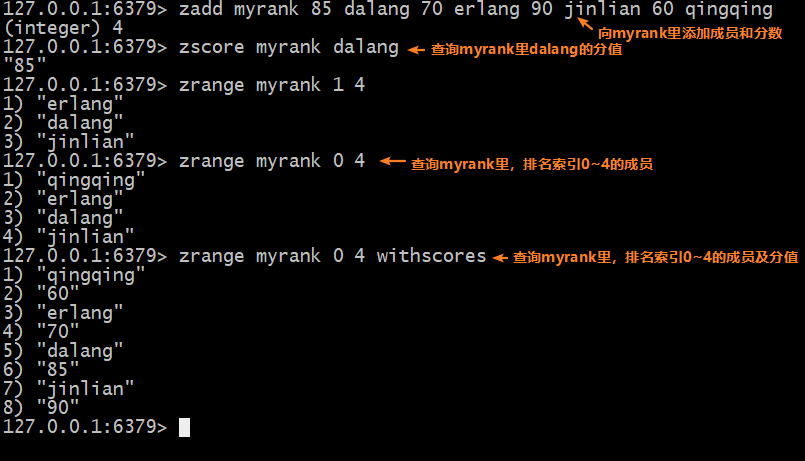 127.0.0.1:6379> zadd myrank 85 dalang 70 erlang 90 jinlian 60 qingqing
(integer) 4
向myrank里添加成员和分数
127.0.0.1:6379> zscore myrank dalang
查询myrank里dalang的分值
"85"
127.0.0.1:6379> zrange myrank 1 4
1) "erlang"
2) "dalang"
3) "jinlian"
127.0.0.1:6379> zrange myrank 0 4
查询myrank里，排名索引0~4的成员
1) "qingqing"
2) "erlang"
3) "dalang"
4) "jinlian"
127.0.0.1:6379> zrange myrank 0 4 withscores
查询myrank里，排名索引0~4的成员及分值
1) "qingqing"
2) "60"
3) "erlang"
4) "70"
5) "dalang"
6) "85"
7) "jinlian"
8) "90"
127.0.0.1:6379>